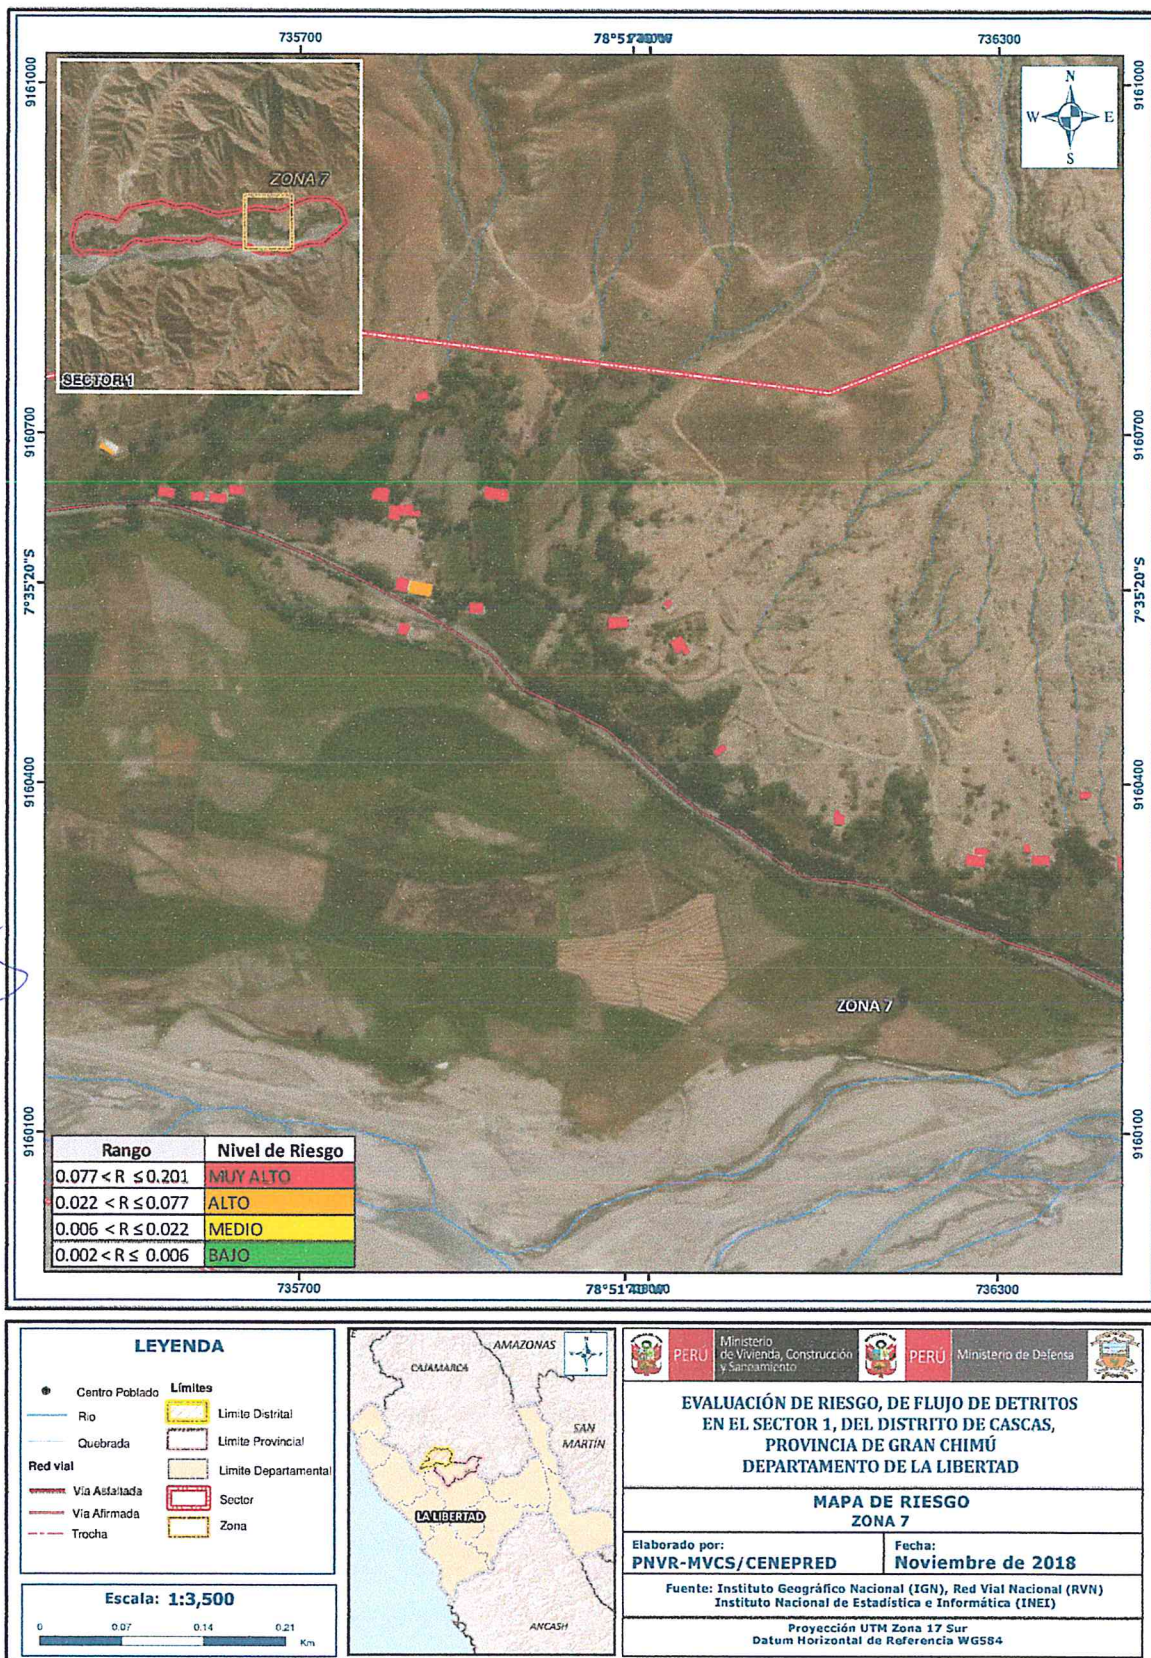 735700
736300
9161000
9161000
N
W E
S
ZONA 7
SECTOR 1
9160700
9160700
7°35'20"S
7°35'20"S
9160400
9160400
ZONA 7
9160100
9160100
Rango Nivel de Riesgo
0.077 < R ≤ 0.201 MUY ALTO
0.022 < R ≤ 0.077 ALTO
0.006 < R ≤ 0.022 MEDIO
0.002 < R ≤ 0.006 BAJO
735700
736300
LEYENDA
Centro Poblado
Rio
Quebrada
Red vial
Vía Asfaltada
Vía Afirmada
Trocha
Límites
Limite Distrital
Limite Provincial
Limite Departamental
Sector
Zona
Escala: 1:3,500
0 0.07 0.14 0.21
Km
AMAZONAS
CAJAMARCA
SAN
MARTÍN
LA LIBERTAD
ANCASH
PERÚ
Ministerio
de Vivienda, Construcción
y Saneamiento
PERÚ
Ministerio de Defensa
EVALUACIÓN DE RIESGO, DE FLUJO DE DETRITOS
EN EL SECTOR 1, DEL DISTRITO DE CASCAS,
PROVINCIA DE GRAN CHIMÚ
DEPARTAMENTO DE LA LIBERTAD
MAPA DE RIESGO
ZONA 7
Elaborado por:
PNVR-MVCS/CENEPRED
Fecha:
Noviembre de 2018
Fuente: Instituto Geográfico Nacional (IGN), Red Vial Nacional (RVN)
Instituto Nacional de Estadística e Informática (INEI)
Proyección UTM Zona 17 Sur
Datum Horizontal de Referencia WGS84